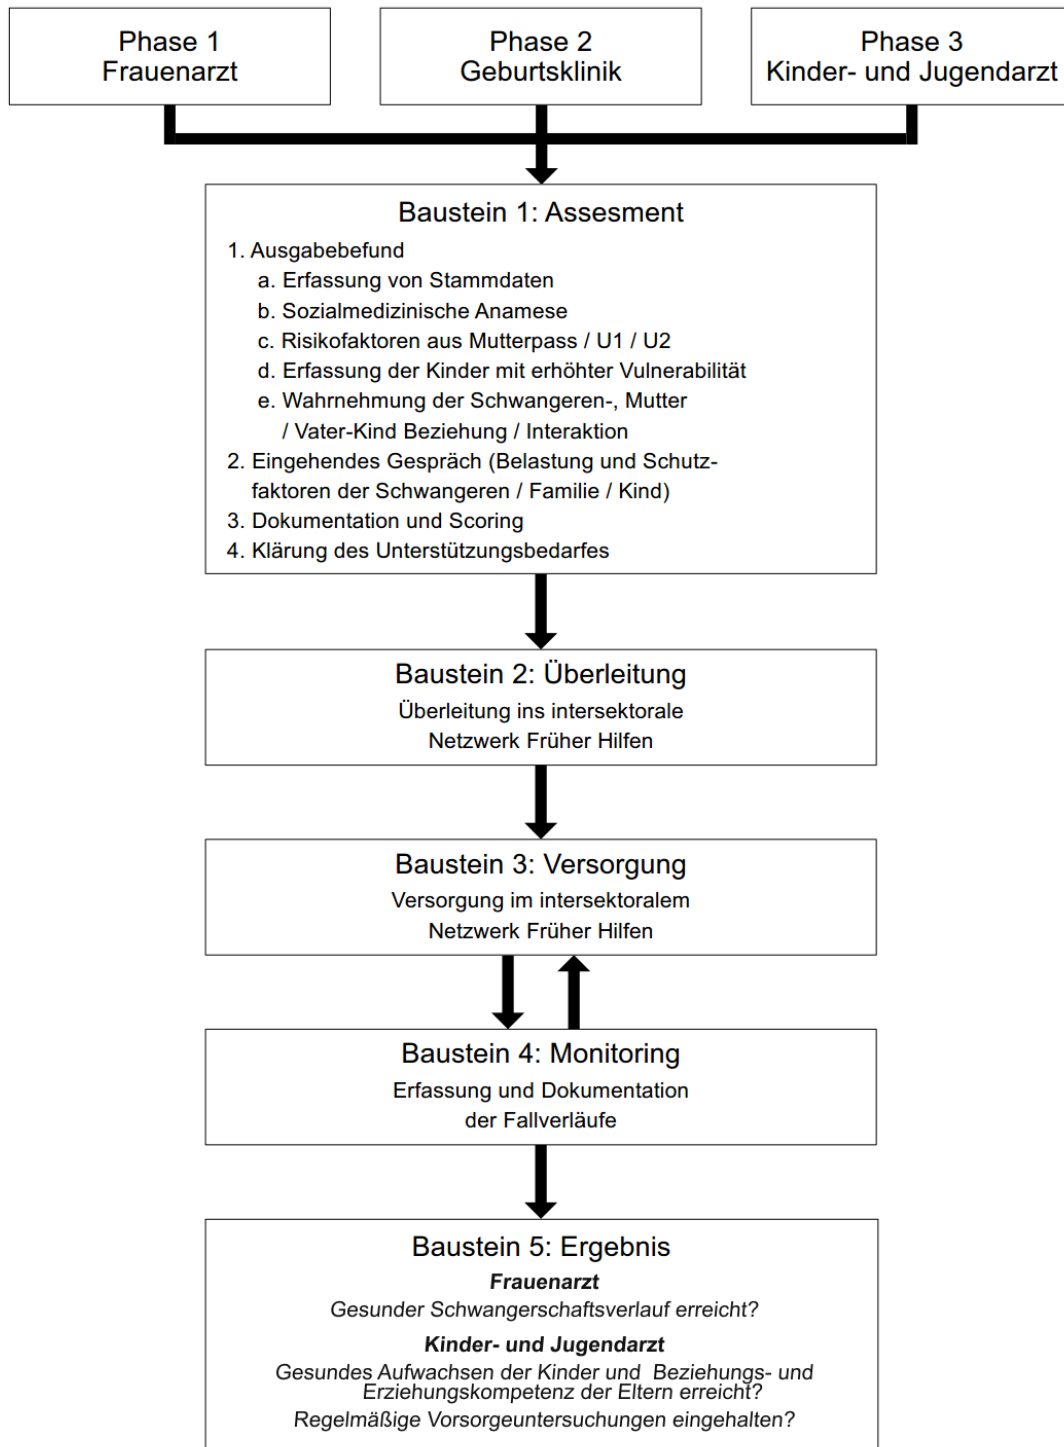 Phase 1
Frauenarzt
Phase 2
Geburtsklinik
Phase 3
Kinder- und Jugendarzt
Baustein 1: Assesment
1. Ausgabebefund
a. Erfassung von Stammdaten
b. Sozialmedizinische Anamese
c. Risikofaktoren aus Mutterpass / U1 / U2
d. Erfassung der Kinder mit erhöhter Vulnerabilität
e. Wahrnehmung der Schwangeren-, Mutter
/ Vater-Kind Beziehung / Interaktion
2. Eingehendes Gespräch (Belastung und Schutz-
faktoren der Schwangeren / Familie / Kind)
3. Dokumentation und Scoring
4. Klärung des Unterstützungsbedarfes
Baustein 2: Überleitung
Überleitung ins intersektorale
Netzwerk Früher Hilfen
Baustein 3: Versorgung
Versorgung im intersektoralem
Netzwerk Früher Hilfen
Baustein 4: Monitoring
Erfassung und Dokumentation
der Fallverläufe
Baustein 5: Ergebnis
Frauenarzt
Gesunder Schwangerschaftsverlauf erreicht?
Kinder- und Jugendarzt
Gesundes Aufwachsen der Kinder und Beziehungs- und
Erziehungskompetenz der Eltern erreicht?
Regelmäßige Vorsorgeuntersuchungen eingehalten?